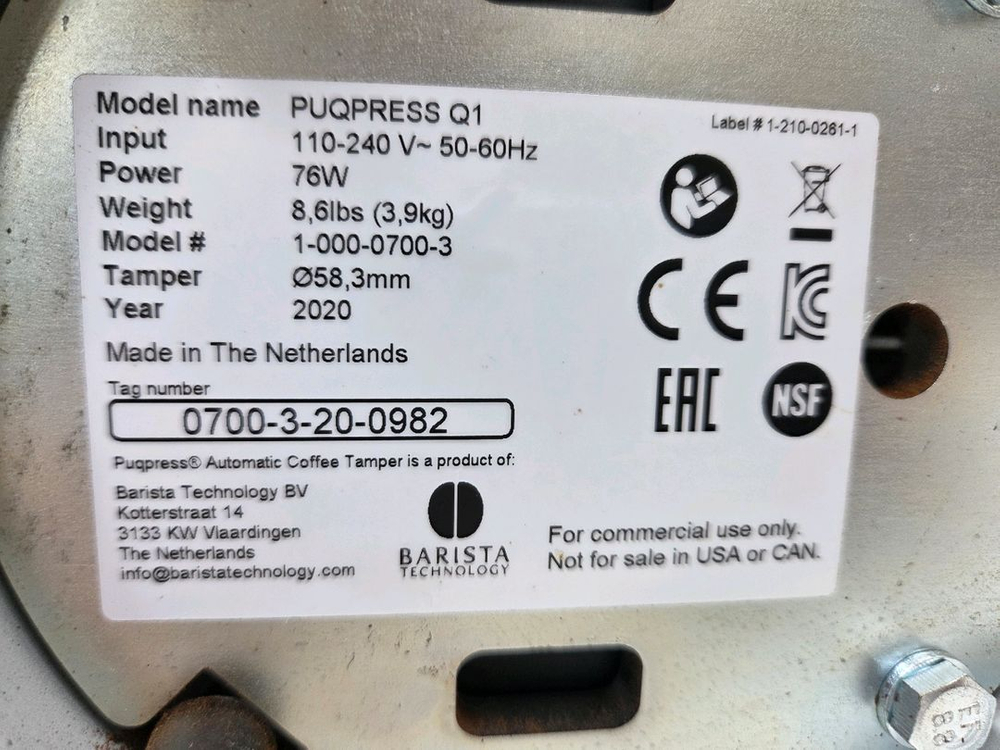 Model name PUQPRESS Q1
Label # 1-210-0261-1
Input 110-240 V~ 50-60Hz
Power 76W
Weight 8,6lbs (3,9kg)
Model # 1-000-0700-3
Tamper Ø58,3mm
Year 2020
Made in The Netherlands
Tag number
0700-3-20-0982
Puqpress® Automatic Coffee Tamper is a product of:
Barista Technology BV
Kotterstraat 14
3133 KW Vlaardingen
The Netherlands
info@baristatechnology.com
BARISTA
TECHNOLOGY
CE
KC
EAC
NSF
For commercial use only.
Not for sale in USA or CAN.